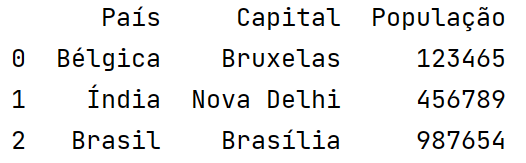 País Capital População
0 Bélgica Bruxelas 123465
1 Índia Nova Delhi 456789
2 Brasil Brasília 987654